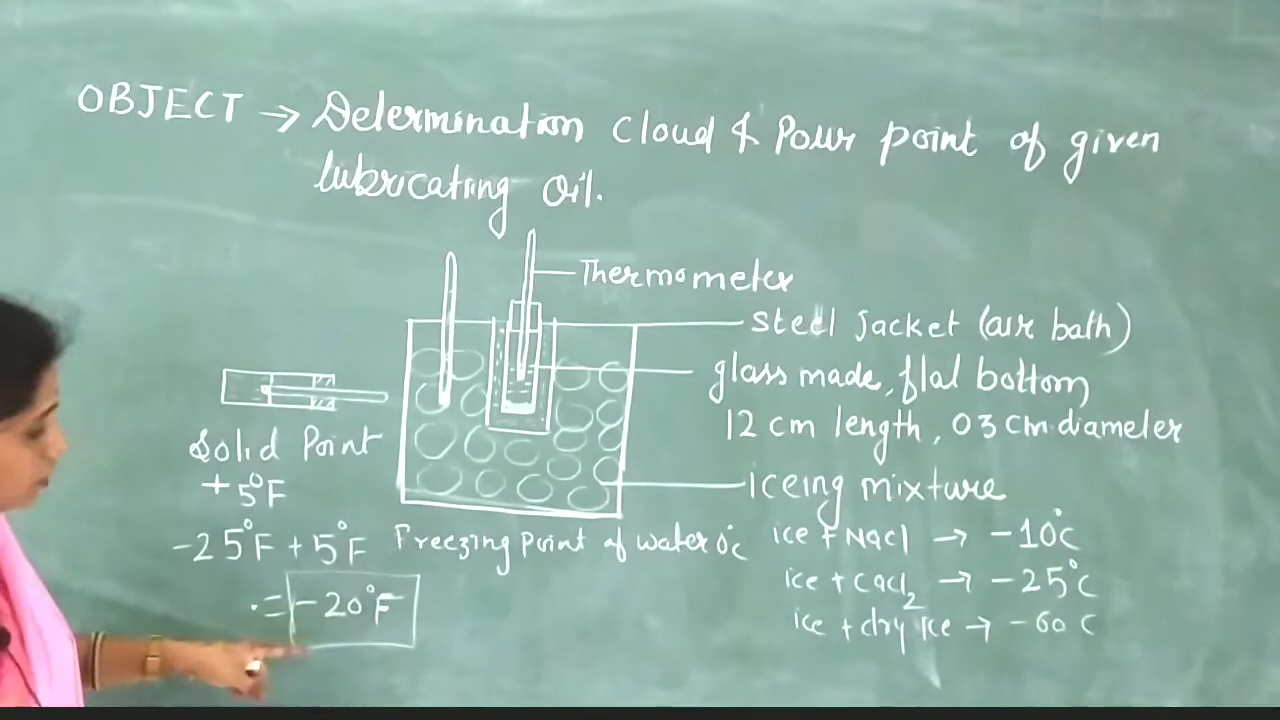 OBJECT → Determination Cloud & Pour point of given
lubricating oil.
Thermometer
steel Jacket (air bath)
glass made, flat bottom
12 cm length, 03 cm diameter
Iceing mixture
Solid Point
+5°F
-25°F +5°F
= -20°F
Freezing Point of water 0°c
ice + Nacl → -10°c
ice + cacl₂ → -25°c
ice + dry ice → -60 c